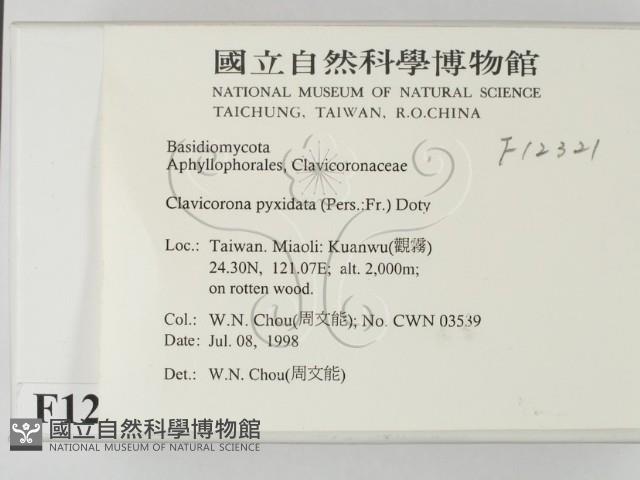 國立自然科學博物館
NATIONAL MUSEUM OF NATURAL SCIENCE
TAICHUNG, TAIWAN, R.O.CHINA
F12321
Basidiomycota
Aphyllophorales, Clavicoronaceae
Clavicorona pyxidata (Pers.:Fr.) Doty
Loc.: Taiwan. Miaoli: Kuanwu(觀霧)
24.30N, 121.07E; alt. 2,000m;
on rotten wood.
Col.: W.N. Chou(周文能); No. CWN 03539
Date: Jul. 08, 1998
Det.: W.N. Chou(周文能)
F12
國立自然科學博物館
NATIONAL MUSEUM OF NATURAL SCIENCE